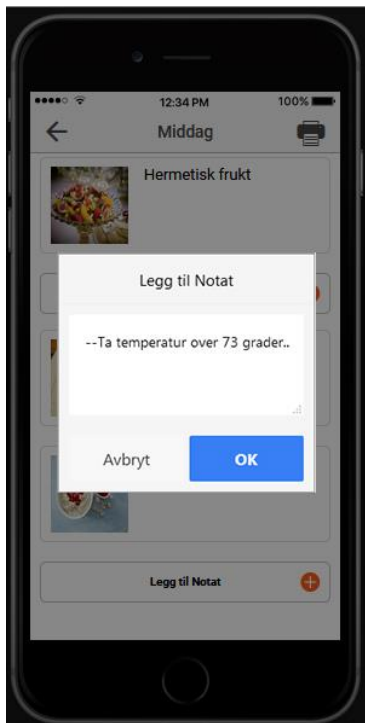 12:34 PM
100%
Middag
Hermetisk frukt
Legg til Notat
--Ta temperatur over 73 grader..
Avbryt
OK
Legg til Notat